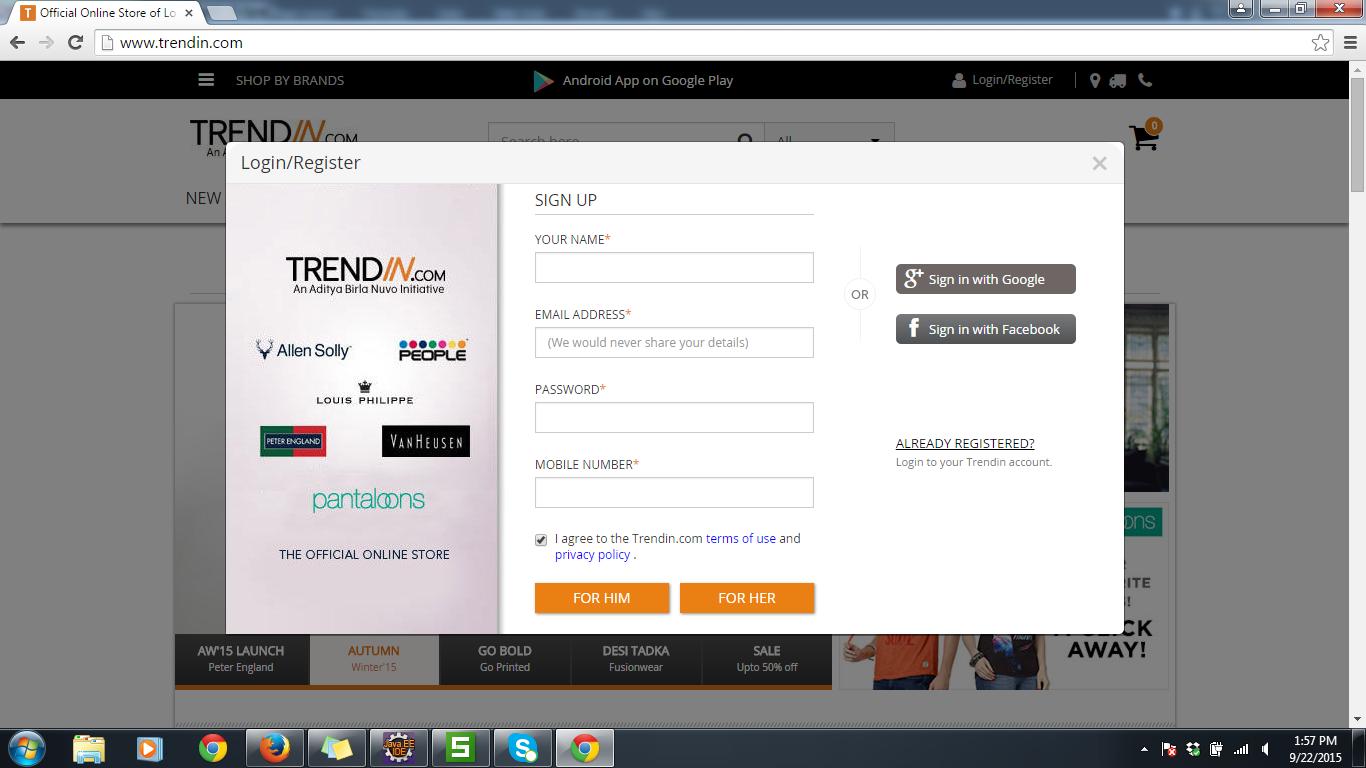 Official Online Store of Lo
www.trendin.com
SHOP BY BRANDS
Android App on Google Play
Login/Register
TRENDIN.COM
An A
Search here
All
0
NEW
Login/Register
TRENDIN.COM
An Aditya Birla Nuvo Initiative
Allen Solly
PEOPLE
LOUIS PHILIPPE
PETER ENGLAND
VANHEUSEN
pantaloons
THE OFFICIAL ONLINE STORE
SIGN UP
YOUR NAME*
EMAIL ADDRESS*
(We would never share your details)
PASSWORD*
MOBILE NUMBER*
I agree to the Trendin.com terms of use and
privacy policy .
FOR HIM
FOR HER
OR
Sign in with Google
Sign in with Facebook
ALREADY REGISTERED?
Login to your Trendin account.
ons
!
CLICK
AWAY!
AW'15 LAUNCH
Peter England
AUTUMN
Winter'15
GO BOLD
Go Printed
DESI TADKA
Fusionwear
SALE
Upto 50% off
Java EE
IDE
1:57 PM
9/22/2015